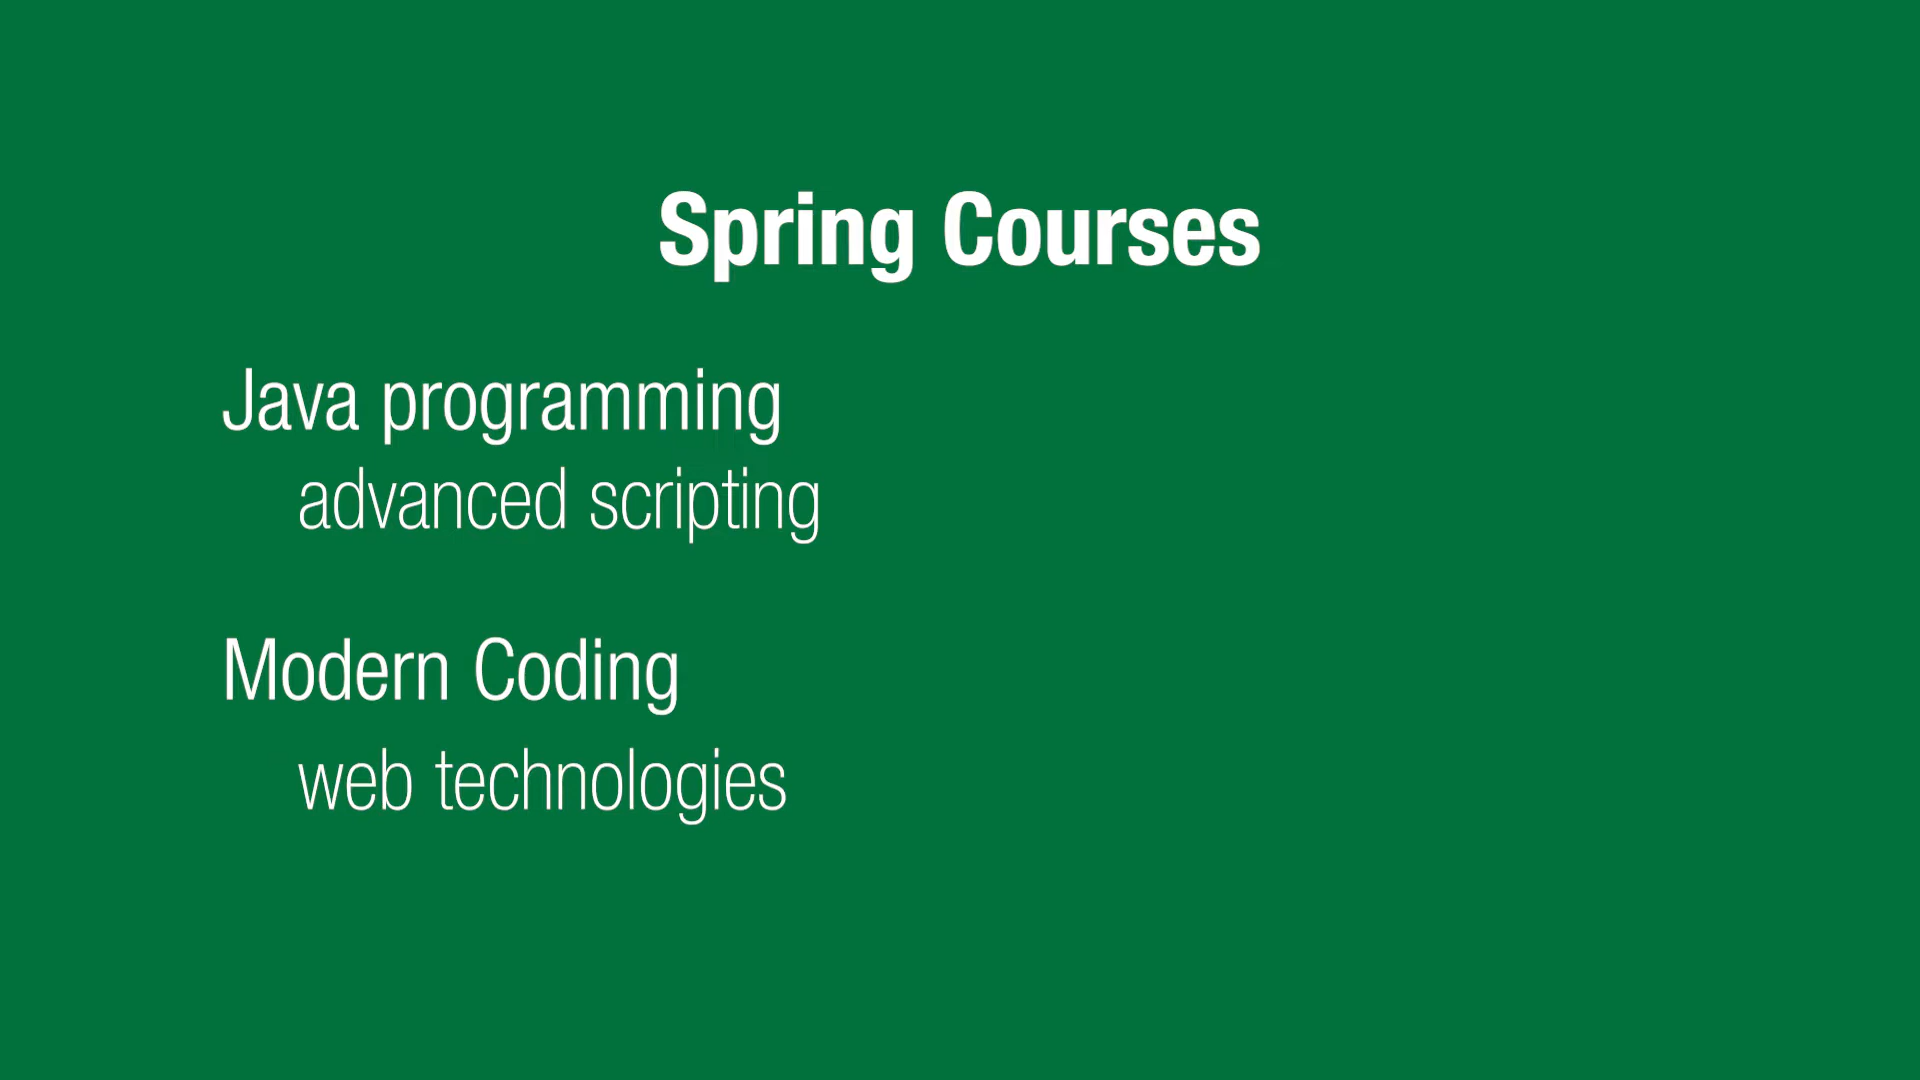 Spring Courses
Java programming
advanced scripting
Modern Coding
web technologies